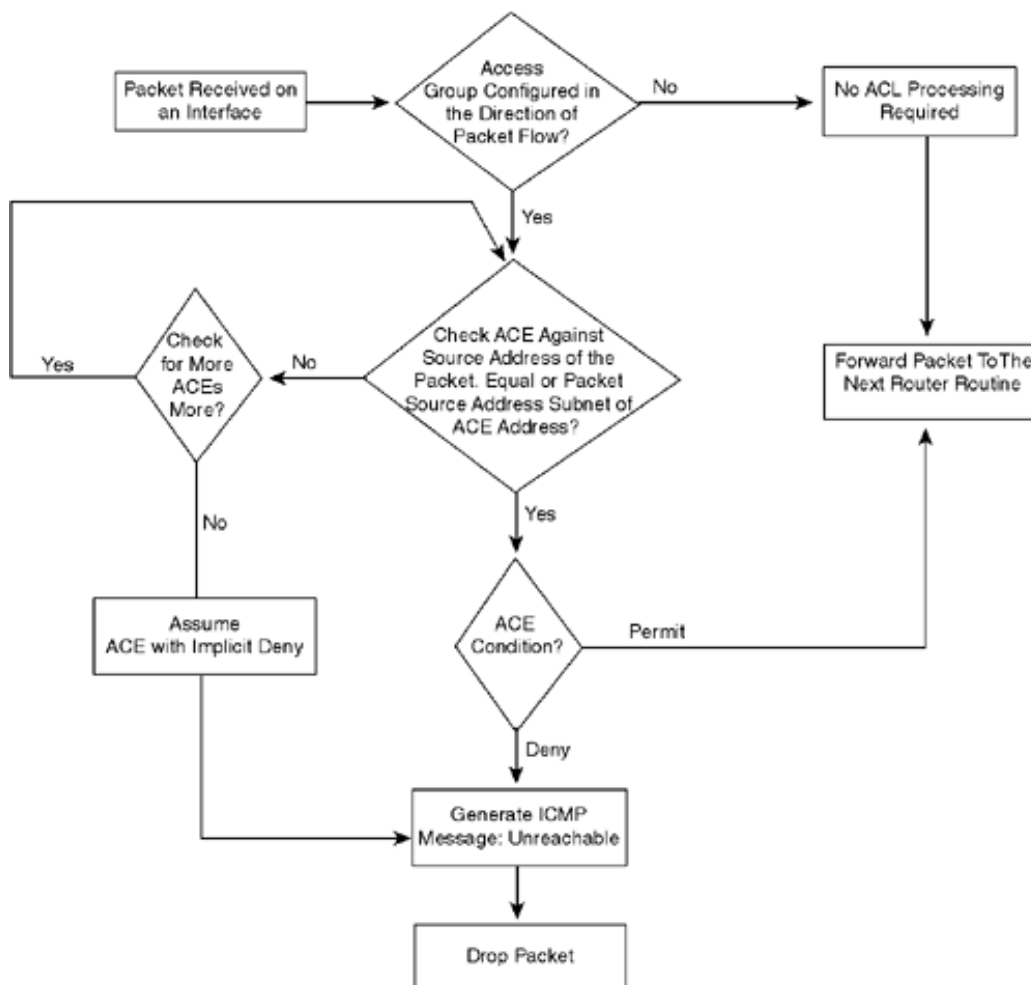 Access
Group Configured in
the Direction of
Packet Flow?
Packet Received on
an Interface
No
No ACL Processing
Required
Yes
Check ACE Against
Source Address of the
Packet. Equal or Packet
Source Address Subnet of
ACE Address?
No
Check
for More
ACEs
More?
Yes
Forward Packet To The
Next Router Routine
No
Yes
Assume
ACE with Implicit Deny
ACE
Condition?
Permit
Deny
Generate ICMP
Message: Unreachable
Drop Packet